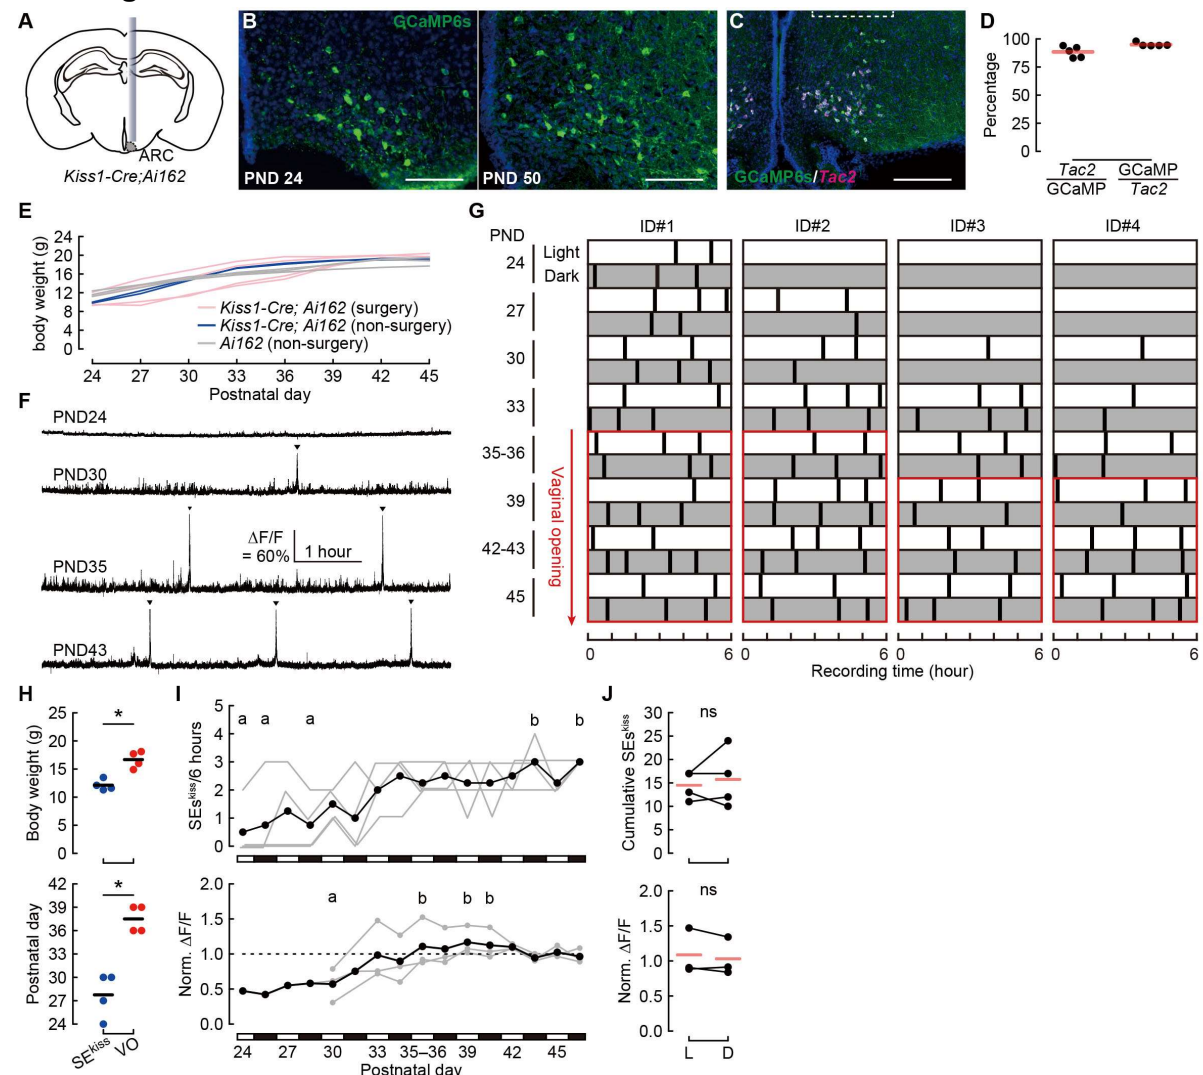 A
ARC
Kiss1-Cre;Ai162
B
GCaMP6s
PND 24
PND 50
C
GCaMP6s/Tac2
D
Percentage
100
75
50
25
0
Tac2
GCaMP
GCaMP
Tac2
E
body weight (g)
24
20
16
12
8
4
0
Kiss1-Cre; Ai162 (surgery)
Kiss1-Cre; Ai162 (non-surgery)
Ai162 (non-surgery)
24 27 30 33 36 39 42 45
Postnatal day
F
PND24
PND30
PND35
PND43
ΔF/F
= 60%
1 hour
G
PND
ID#1 ID#2 ID#3 ID#4
Light
Dark
24
27
30
33
35-36
39
42-43
45
Vaginal opening
0 6 0 6 0 6 0 6
Recording time (hour)
H
Body weight (g)
25
20
15
10
5
0
*
Postnatal day
42
39
36
33
30
27
24
*
SEkiss
VO
I
SEskiss/6 hours
5
4
3
2
1
0
a a a b b
Norm. ΔF/F
2.0
1.5
1.0
0.5
0.0
a b b b
24 27 30 33 35–36 39 42 45
Postnatal day
J
Cumulative SEskiss
30
25
20
15
10
5
0
ns
Norm. ΔF/F
2.0
1.5
1.0
0.5
0.0
ns
L D